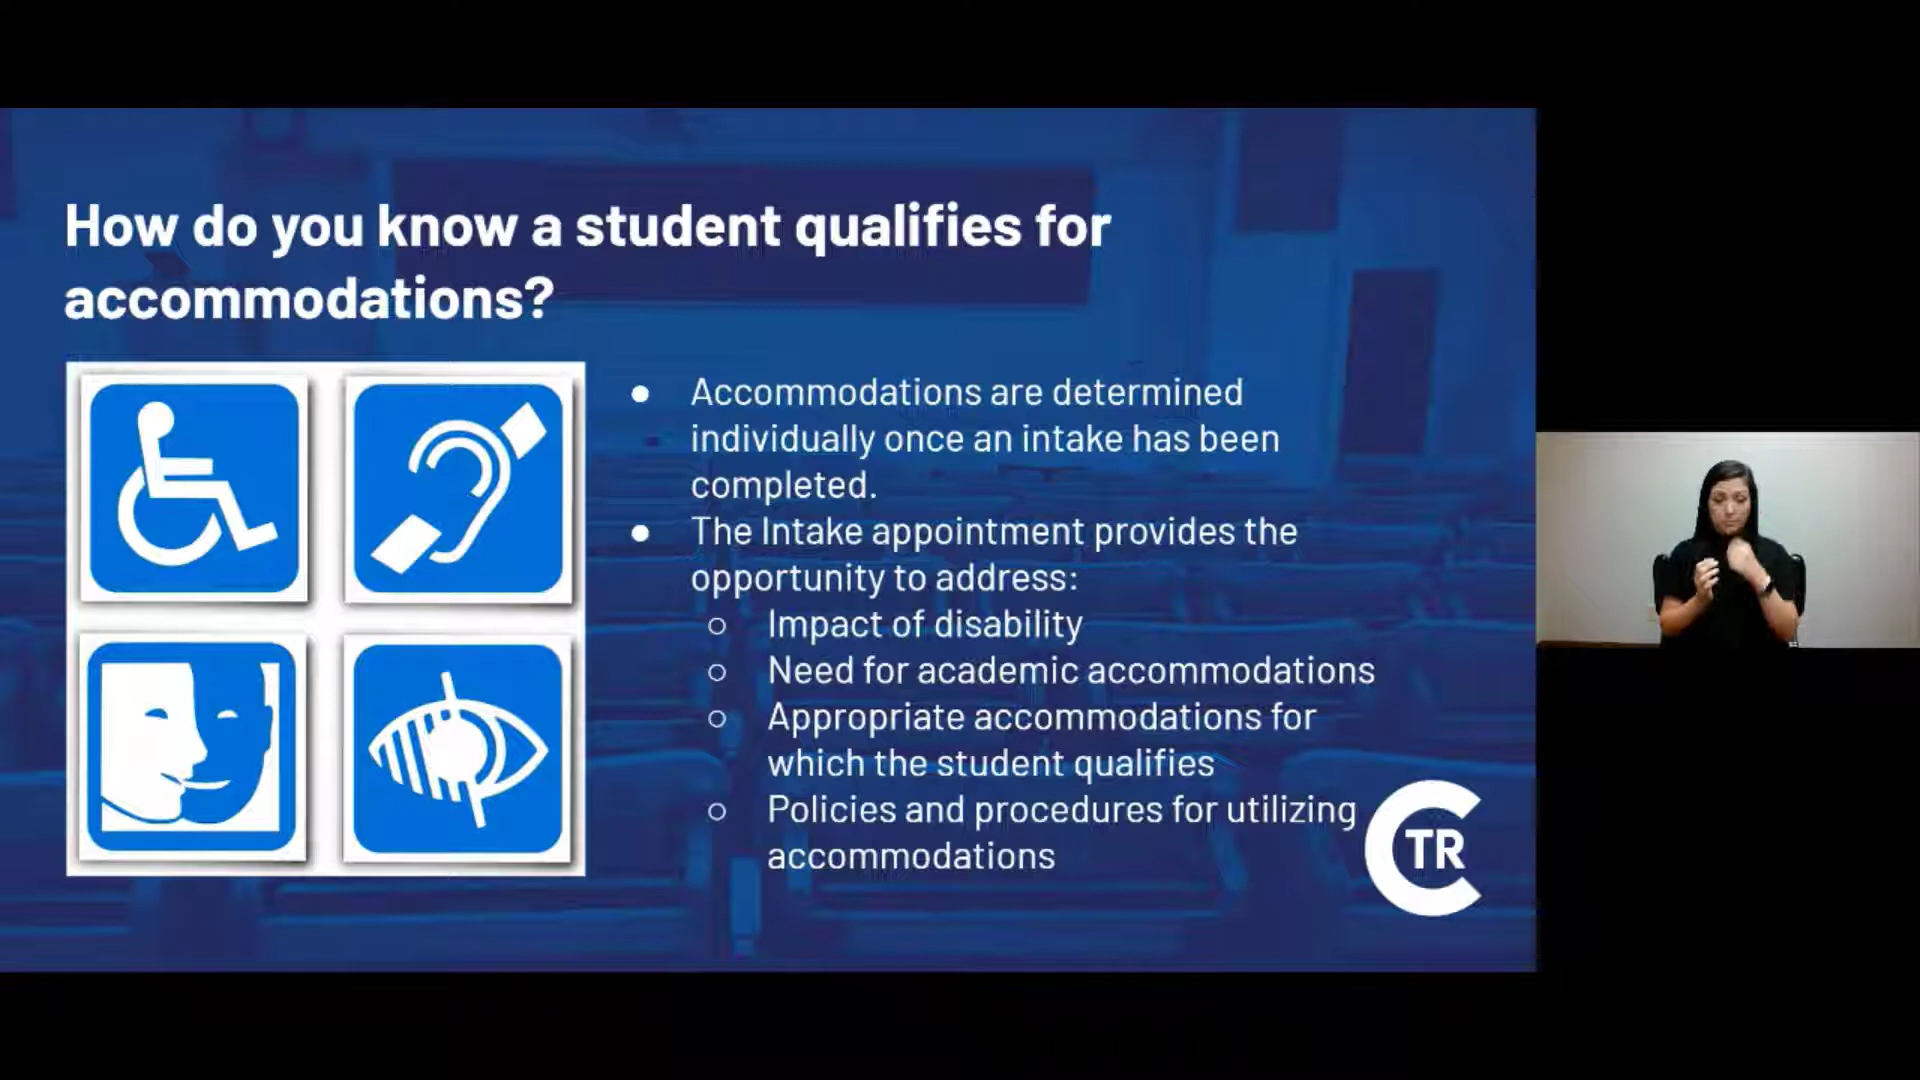 How do you know a student qualifies for
accommodations?
● Accommodations are determined
individually once an intake has been
completed.
● The Intake appointment provides the
opportunity to address:
○ Impact of disability
○ Need for academic accommodations
○ Appropriate accommodations for
which the student qualifies
○ Policies and procedures for utilizing
accommodations
CTR